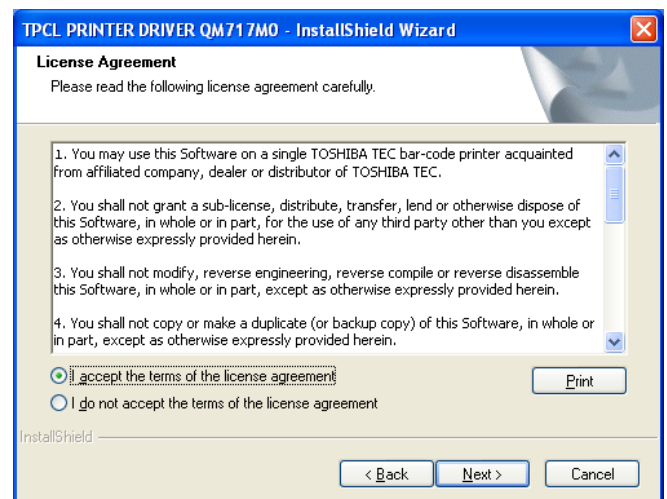 TPCL PRINTER DRIVER QM717M0 - InstallShield Wizard
License Agreement
Please read the following license agreement carefully.
1. You may use this Software on a single TOSHIBA TEC bar-code printer acquainted
from affiliated company, dealer or distributor of TOSHIBA TEC.
2. You shall not grant a sub-license, distribute, transfer, lend or otherwise dispose of
this Software, in whole or in part, for the use of any third party other than you except
as otherwise expressly provided herein.
3. You shall not modify, reverse engineering, reverse compile or reverse disassemble
this Software, in whole or in part, except as otherwise expressly provided herein.
4. You shall not copy or make a duplicate (or backup copy) of this Software, in whole or
in part, except as otherwise expressly provided herein.
I accept the terms of the license agreement
Print
I do not accept the terms of the license agreement
InstallShield
< Back
Next >
Cancel